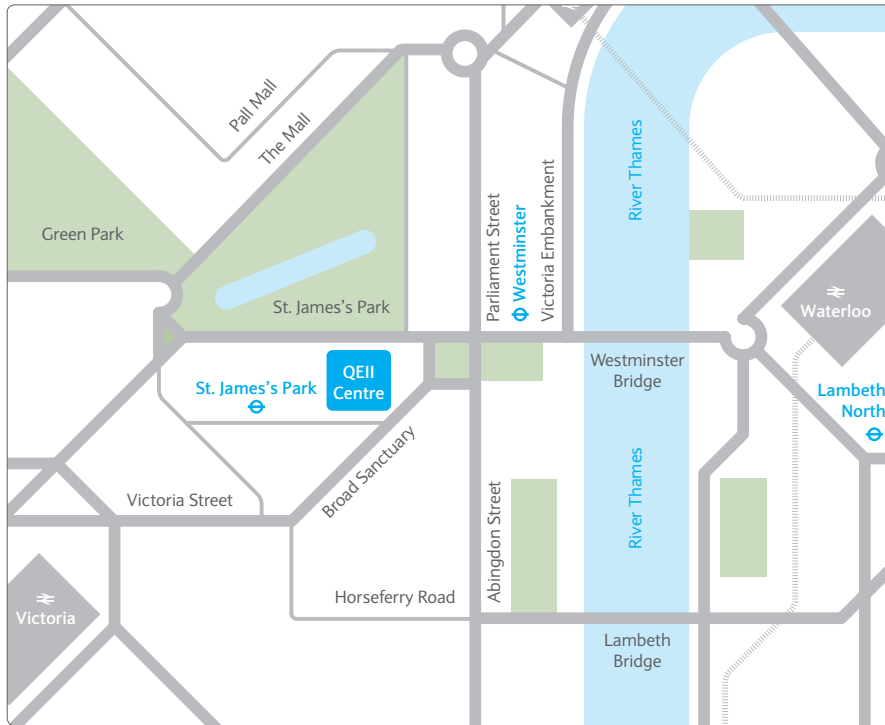 Pall Mall
The Mall
River Thames
Green Park
Parliament Street
Westminster
Victoria Embankment
St. James's Park
Waterloo
Westminster
Bridge
St. James's Park
QEII
Centre
Lambeth
North
Broad Sanctuary
Victoria Street
River Thames
Abingdon Street
Horseferry Road
Victoria
Lambeth
Bridge